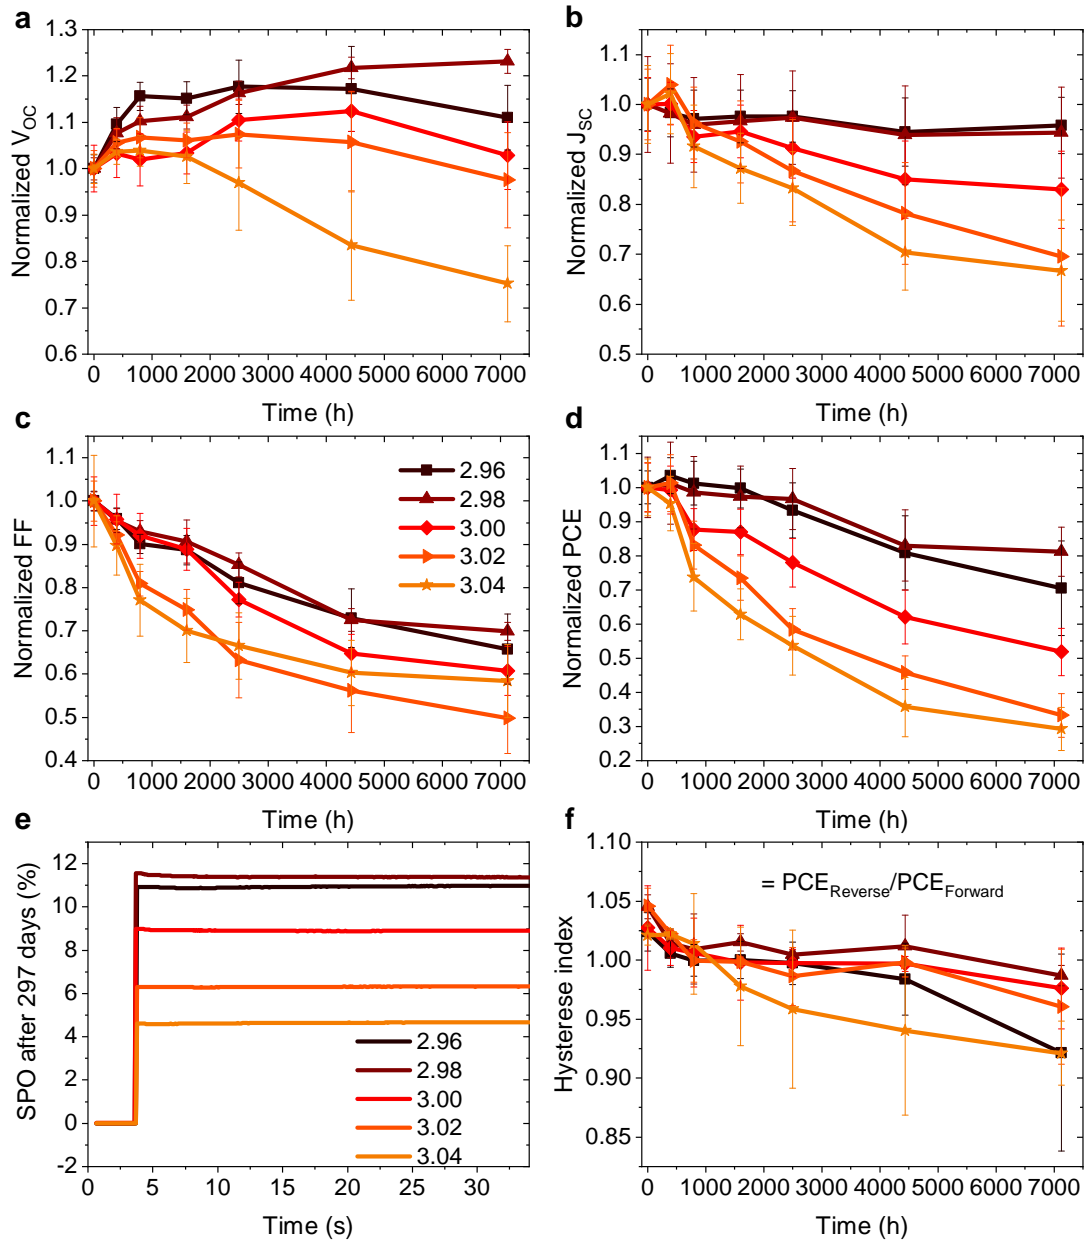 a
Normalized V_OC
1.3
1.2
1.1
1.0
0.9
0.8
0.7
0.6
0 1000 2000 3000 4000 5000 6000 7000
Time (h)
b
Normalized J_SC
1.1
1.0
0.9
0.8
0.7
0.6
0.5
0 1000 2000 3000 4000 5000 6000 7000
Time (h)
c
Normalized FF
1.1
1.0
0.9
0.8
0.7
0.6
0.5
0.4
2.96
2.98
3.00
3.02
3.04
0 1000 2000 3000 4000 5000 6000 7000
Time (h)
d
Normalized PCE
1.1
1.0
0.9
0.8
0.7
0.6
0.5
0.4
0.3
0.2
0 1000 2000 3000 4000 5000 6000 7000
Time (h)
e
SPO after 297 days (%)
12
10
8
6
4
2
0
-2
2.96
2.98
3.00
3.02
3.04
0 5 10 15 20 25 30
Time (s)
f
Hysterese index
1.10
1.05
1.00
0.95
0.90
0.85
= PCE_Reverse/PCE_Forward
0 1000 2000 3000 4000 5000 6000 7000
Time (h)